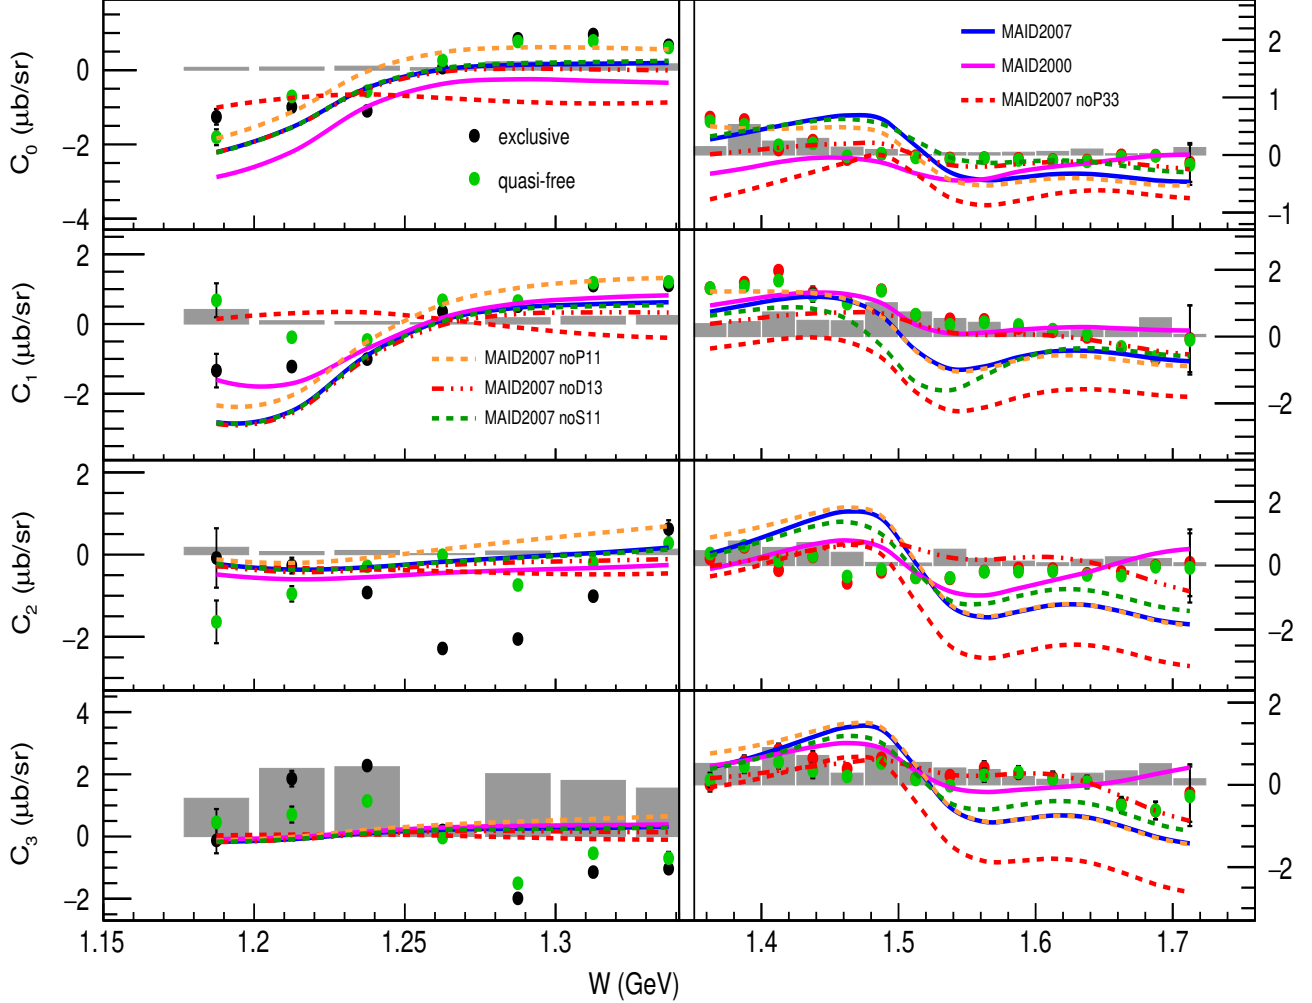 C0 (μb/sr)
0
−2
−4
exclusive
quasi-free
MAID2007
MAID2000
MAID2007 noP33
2
1
0
−1
C1 (μb/sr)
2
0
−2
MAID2007 noP11
MAID2007 noD13
MAID2007 noS11
2
0
−2
C2 (μb/sr)
2
0
−2
2
0
−2
C3 (μb/sr)
4
2
0
−2
2
0
−2
1.15 1.2 1.25 1.3 1.4 1.5 1.6 1.7
W (GeV)